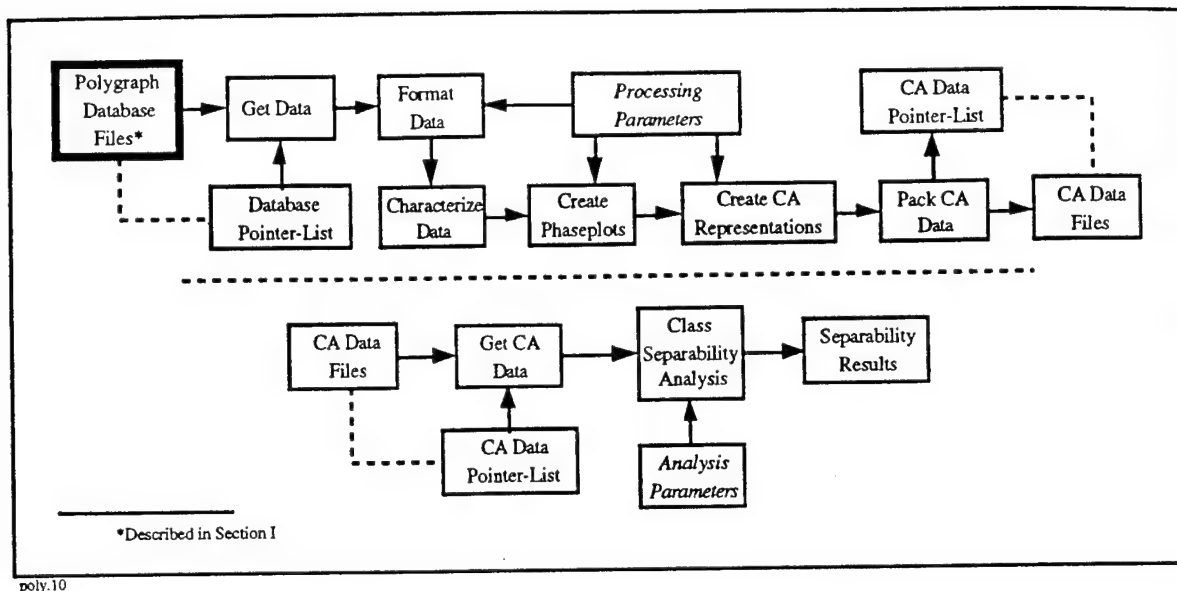 Polygraph
Database
Files*
Get Data
Format
Data
Processing
Parameters
CA Data
Pointer-List
Database
Pointer-List
Characterize
Data
Create
Phaseplots
Create CA
Representations
Pack CA
Data
CA Data
Files
CA Data
Files
Get CA
Data
Class
Separability
Analysis
Separability
Results
CA Data
Pointer-List
Analysis
Parameters
*Described in Section I
poly.10